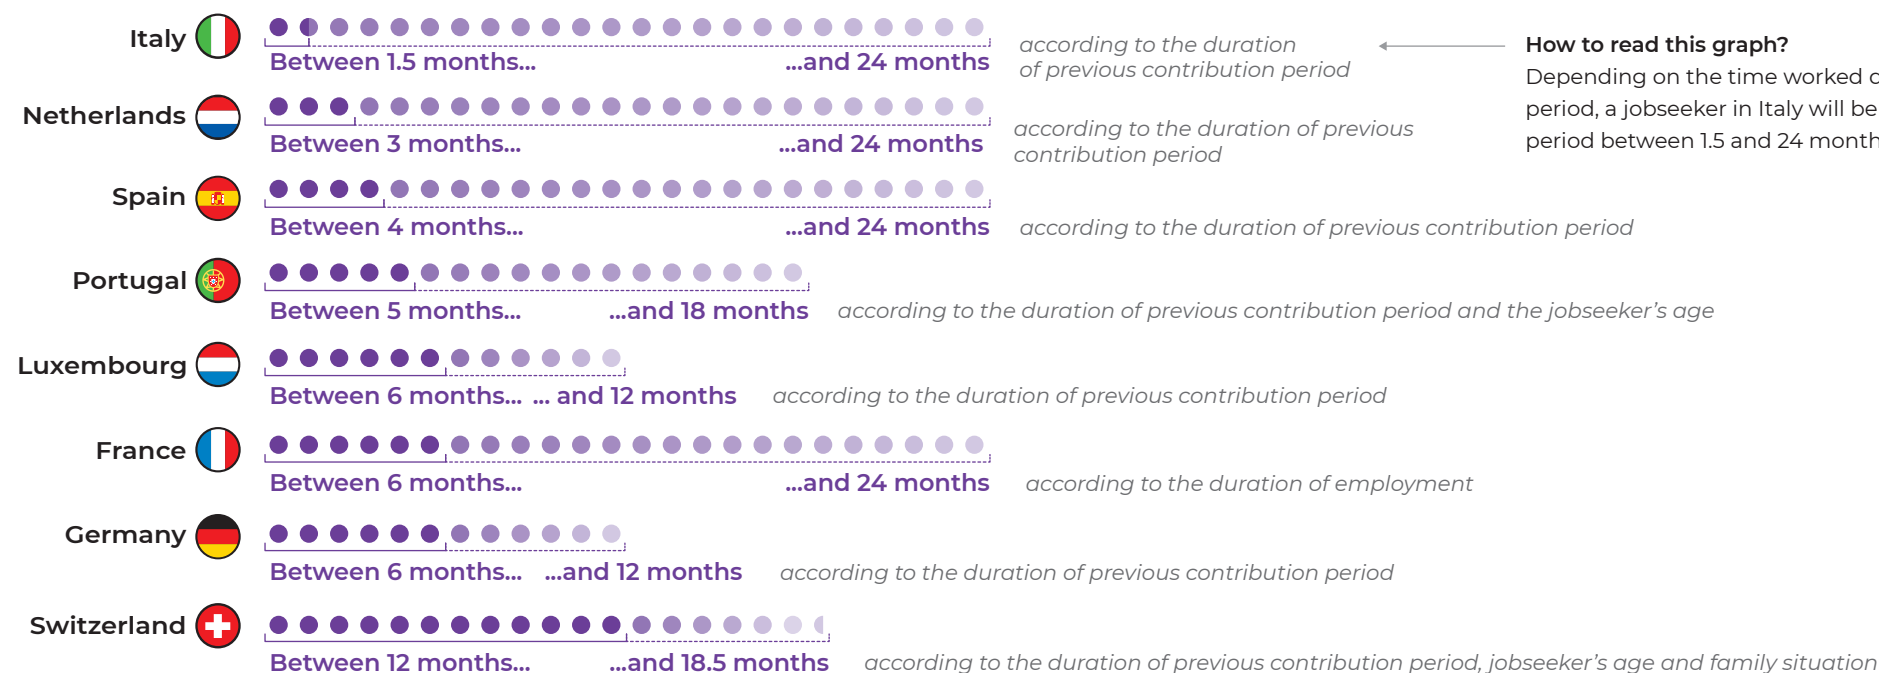 Italy
Between 1.5 months...
...and 24 months
according to the duration
of previous contribution period
How to read this graph?
Depending on the time worked
period, a jobseeker in Italy will be
period between 1.5 and 24 month
Netherlands
Between 3 months...
...and 24 months
according to the duration of previous
contribution period
Spain
Between 4 months...
...and 24 months
according to the duration of previous contribution period
Portugal
Between 5 months...
...and 18 months
according to the duration of previous contribution period and the jobseeker’s age
Luxembourg
Between 6 months...
... and 12 months
according to the duration of previous contribution period
France
Between 6 months...
...and 24 months
according to the duration of employment
Germany
Between 6 months...
...and 12 months
according to the duration of previous contribution period
Switzerland
Between 12 months...
...and 18.5 months
according to the duration of previous contribution period, jobseeker’s age and family situation